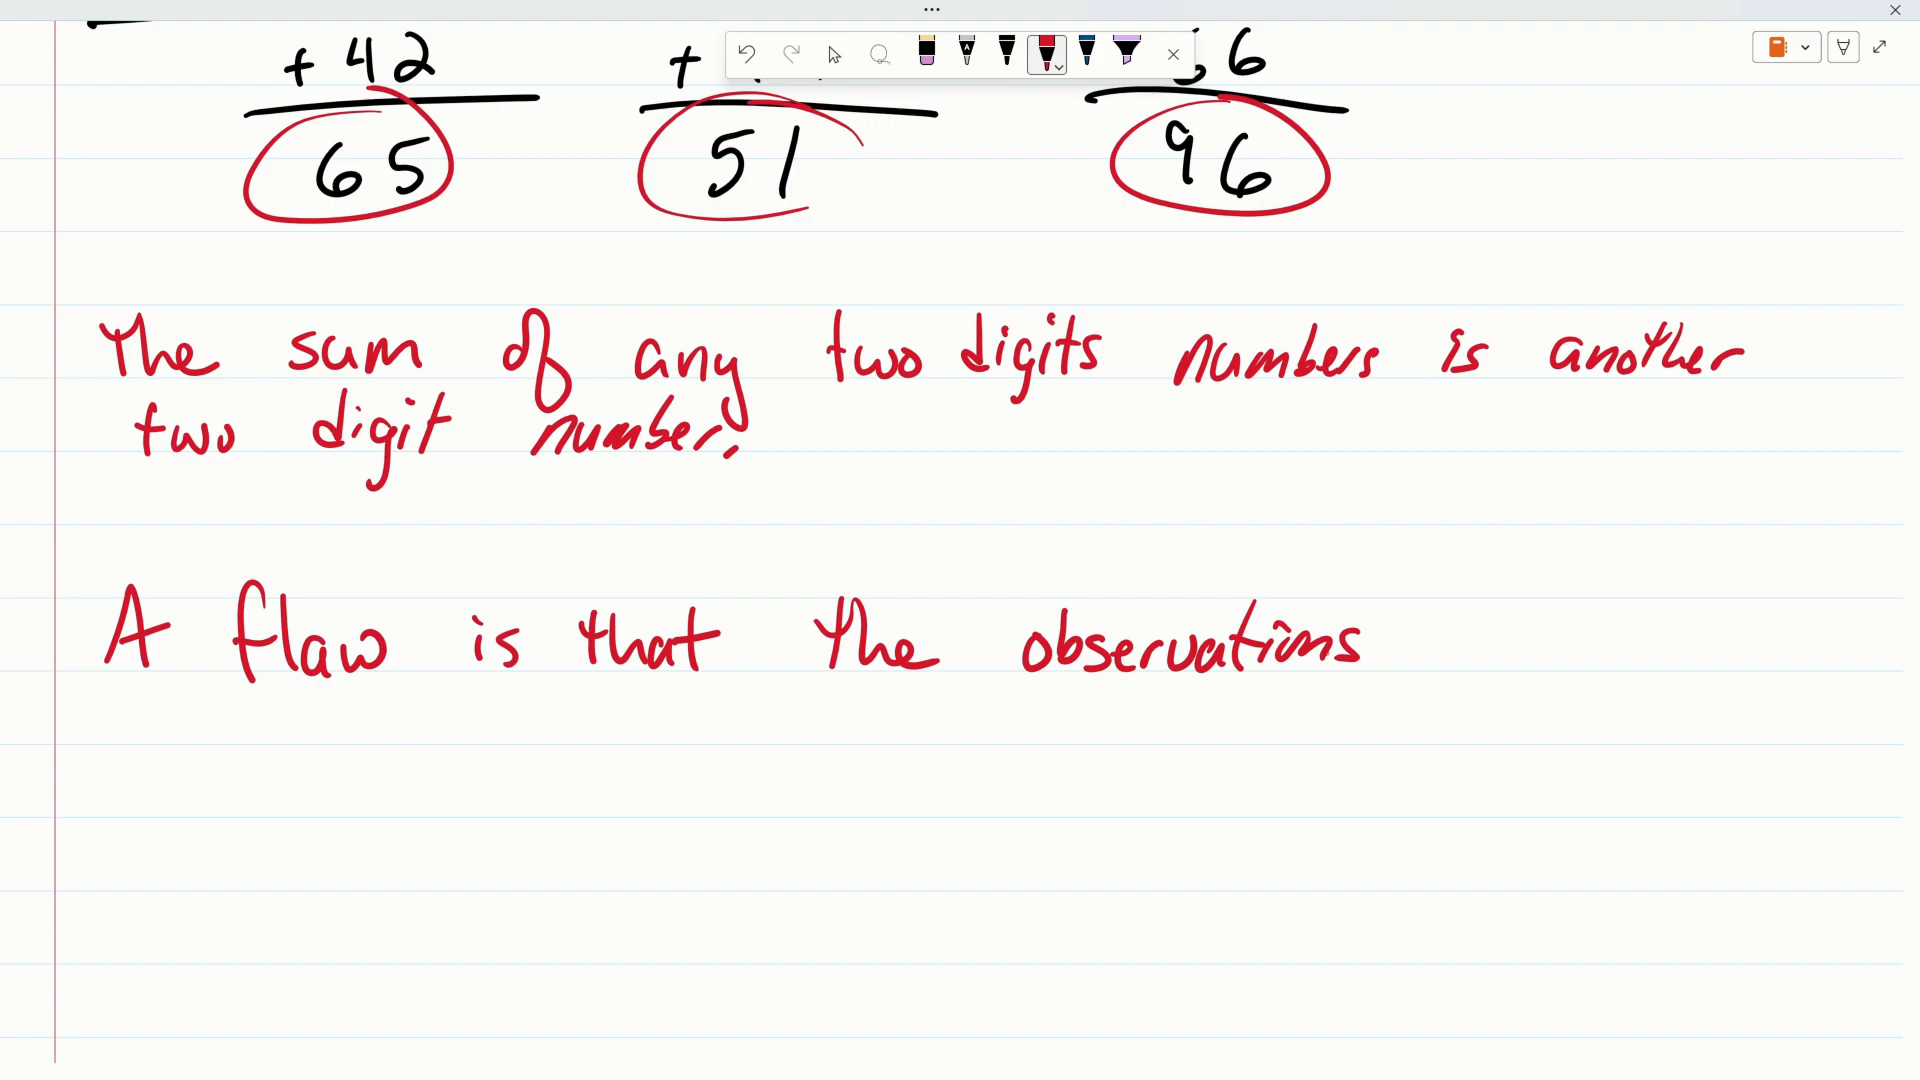 + 42
+
6
65
51
96
The sum of any two digits numbers is another
two digit number.
A flaw is that the observations